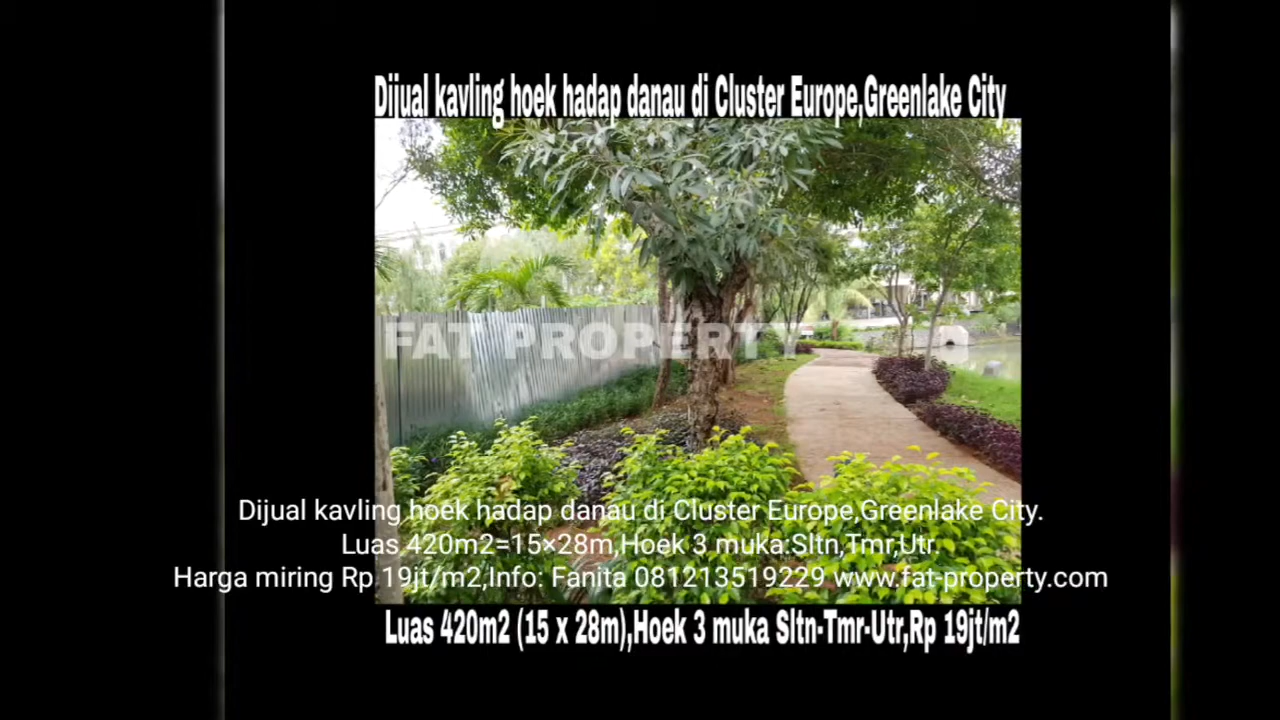 Dijual kavling hoek hadap danau di Cluster Europe,Greenlake City
FAT PROPERTY
Dijual kavling hoek hadap danau di Cluster Europe,Greenlake City.
Luas 420m2=15×28m,Hoek 3 muka:Sltn,Tmr,Utr.
Harga miring Rp 19jt/m2,Info: Fanita 081213519229 www.fat-property.com
Luas 420m2 (15 x 28m),Hoek 3 muka Sltn-Tmr-Utr,Rp 19jt/m2